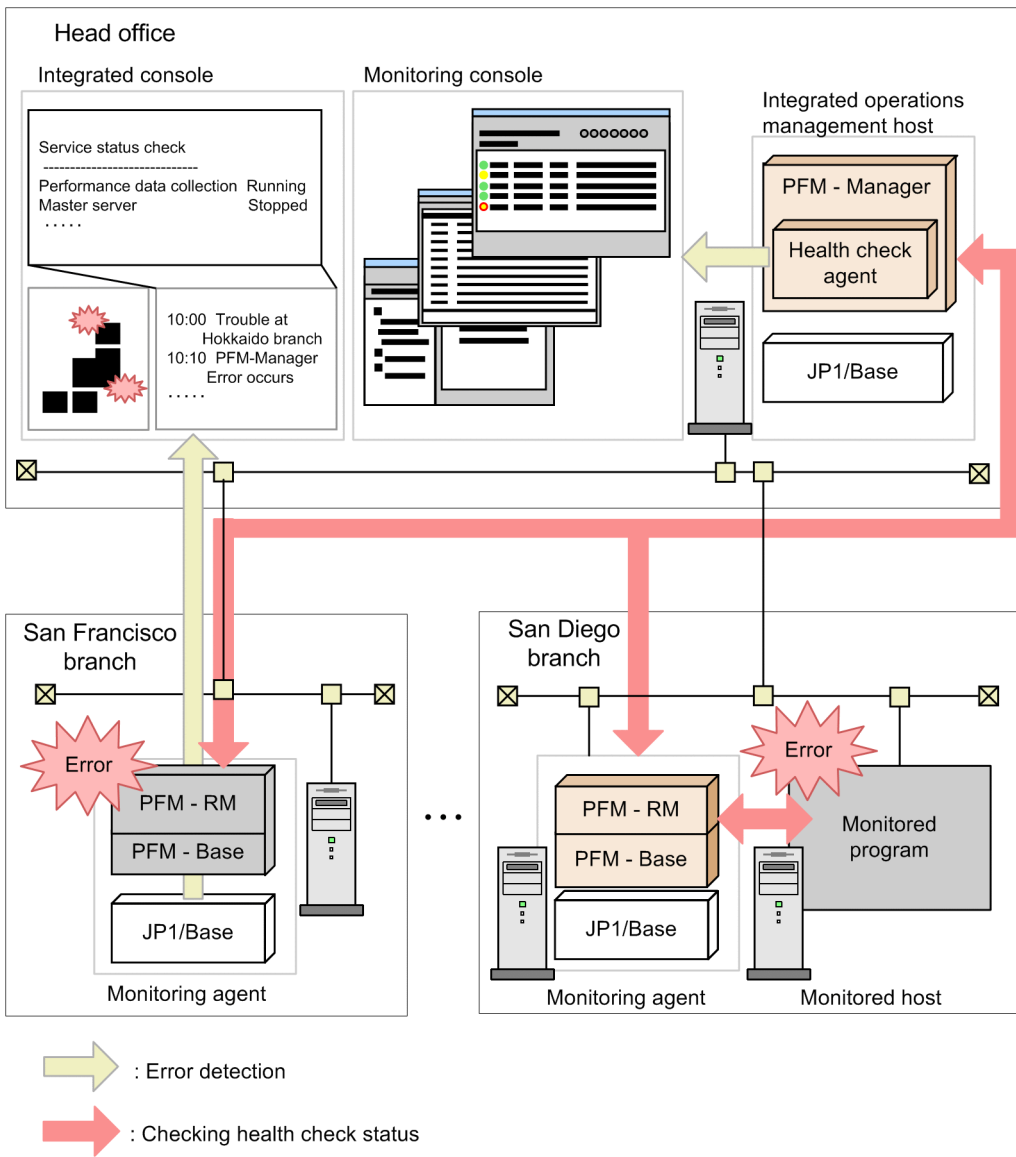 Head office
Integrated console
Service status check
-----------------------------
Performance data collection Running
Master server Stopped
. . . . .
10:00 Trouble at
Hokkaido branch
10:10 PFM-Manager
Error occurs
. . . . .
Monitoring console
Integrated operations
management host
PFM - Manager
Health check
agent
JP1/Base
San Francisco
branch
Error
PFM - RM
PFM - Base
JP1/Base
Monitoring agent
. . .
San Diego
branch
Error
PFM - RM
PFM - Base
JP1/Base
Monitoring agent
Monitored
program
Monitored host
: Error detection
: Checking health check status